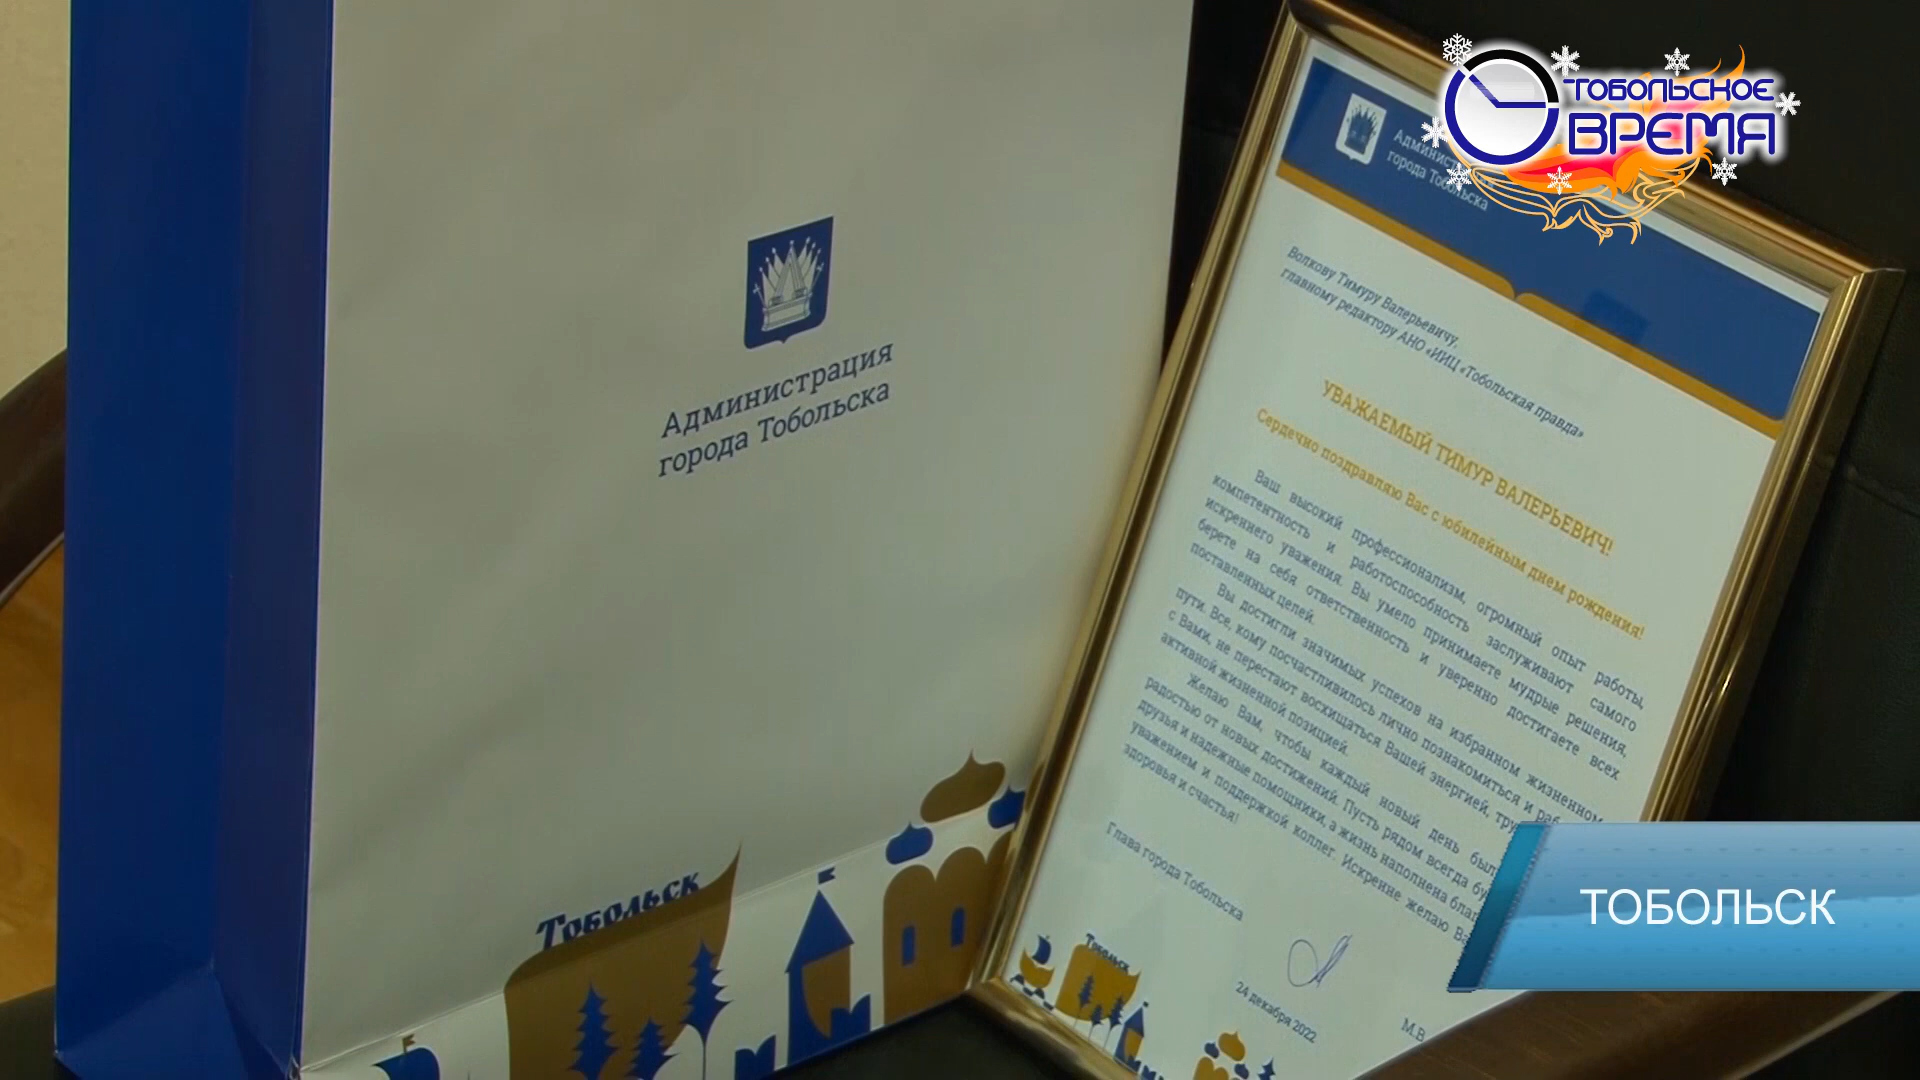 ТОБОЛЬСКОЕ
ВРЕМЯ
Администрация
города Тобольска
Тобольск
города Тобольска
Волкову Тимуру Валерьевичу,
главному редактору АНО «ИИЦ «Тобольская правда»
УВАЖАЕМЫЙ ТИМУР ВАЛЕРЬЕВИЧ!
Сердечно поздравляю Вас с юбилейным днем рождения!
Ваш высокий профессионализм, огромный опыт работы,
компетентность и работоспособность заслуживают самого
искреннего уважения. Вы умело принимаете мудрые решения,
берете на себя ответственность и уверенно достигаете всех
поставленных целей.
Вы достигли значимых успехов на избранном жизненном
пути. Все, кому посчастливилось лично познакомиться и
с Вами, не перестают восхищаться Вашей энергией,
активной жизненной позицией.
Желаю Вам, чтобы каждый новый день
радостью от новых достижений. Пусть рядом всегда
друзья и надежные помощники, а жизнь наполнена
уважением и поддержкой коллег. Искренне желаю
здоровья и счастья!
Глава города Тобольска
24 декабря 2022
М.В
Тобольск
ТОБОЛЬСК